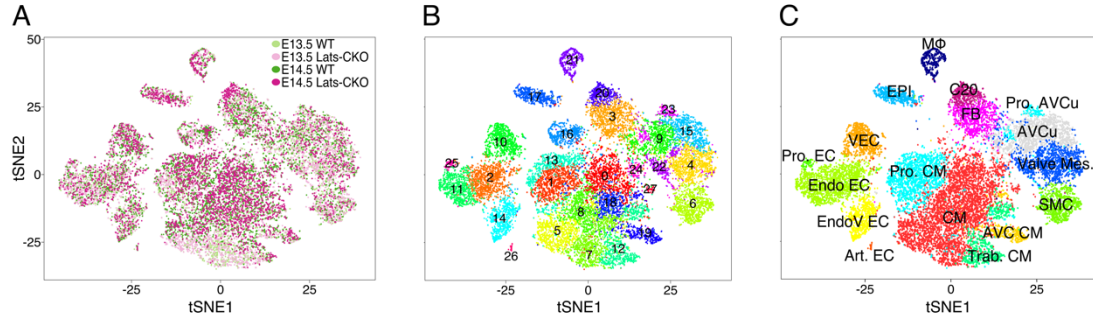 A
50
25
0
-25
tSNE2
-25
0
25
tSNE1
E13.5 WT
E13.5 Lats-CKO
E14.5 WT
E14.5 Lats-CKO
B
21
17
20
3
23
15
9
16
10
13
22
4
25
11
2
1
0
24
27
18
6
14
8
5
19
12
7
26
-25
0
25
tSNE1
C
MΦ
EPI
C20
FB
Pro. AVCu
AVCu
VEC
Valve Mes.
Pro. EC
Pro. CM
Endo EC
SMC
EndoV EC
CM
AVC CM
Art. EC
Trab. CM
-25
0
25
tSNE1